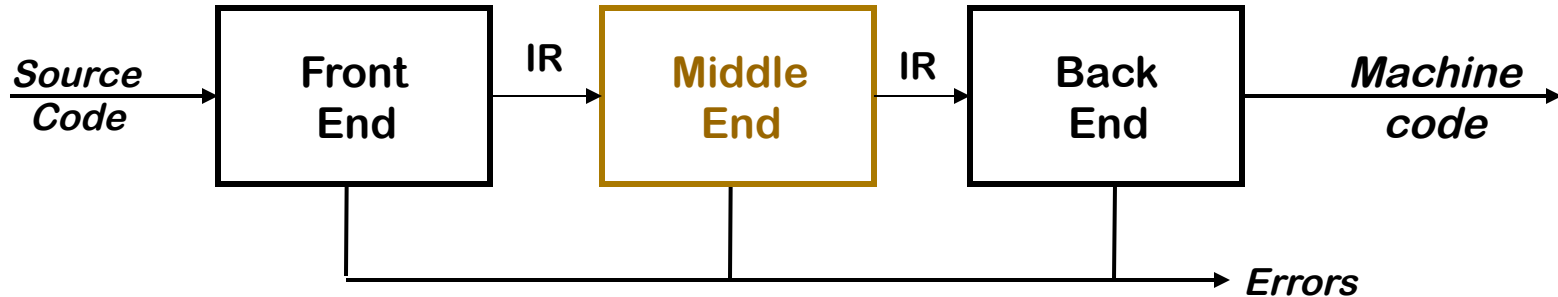 Source
Code
Front
End
IR
Middle
End
IR
Back
End
Machine
code
Errors